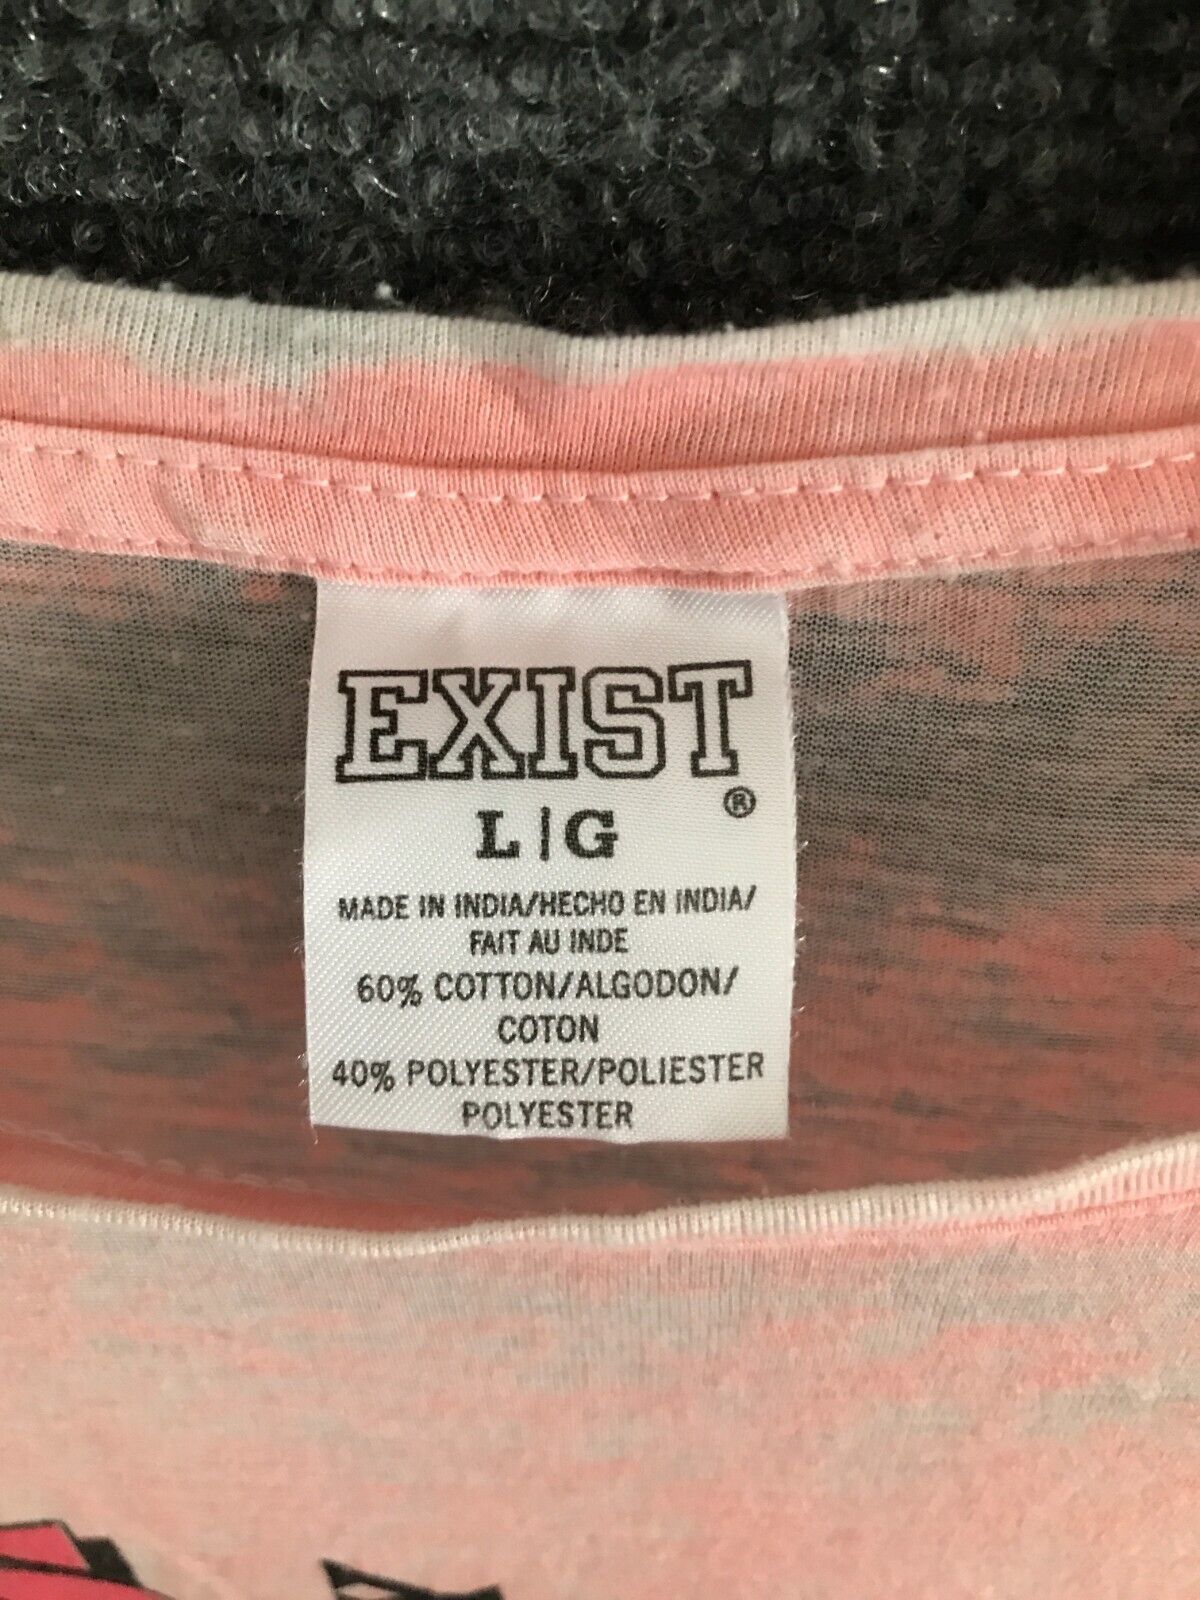 EXIST
®
L|G
MADE IN INDIA/HECHO EN INDIA/
FAIT AU INDE
60% COTTON/ALGODON/
COTON
40% POLYESTER/POLIESTER
POLYESTER